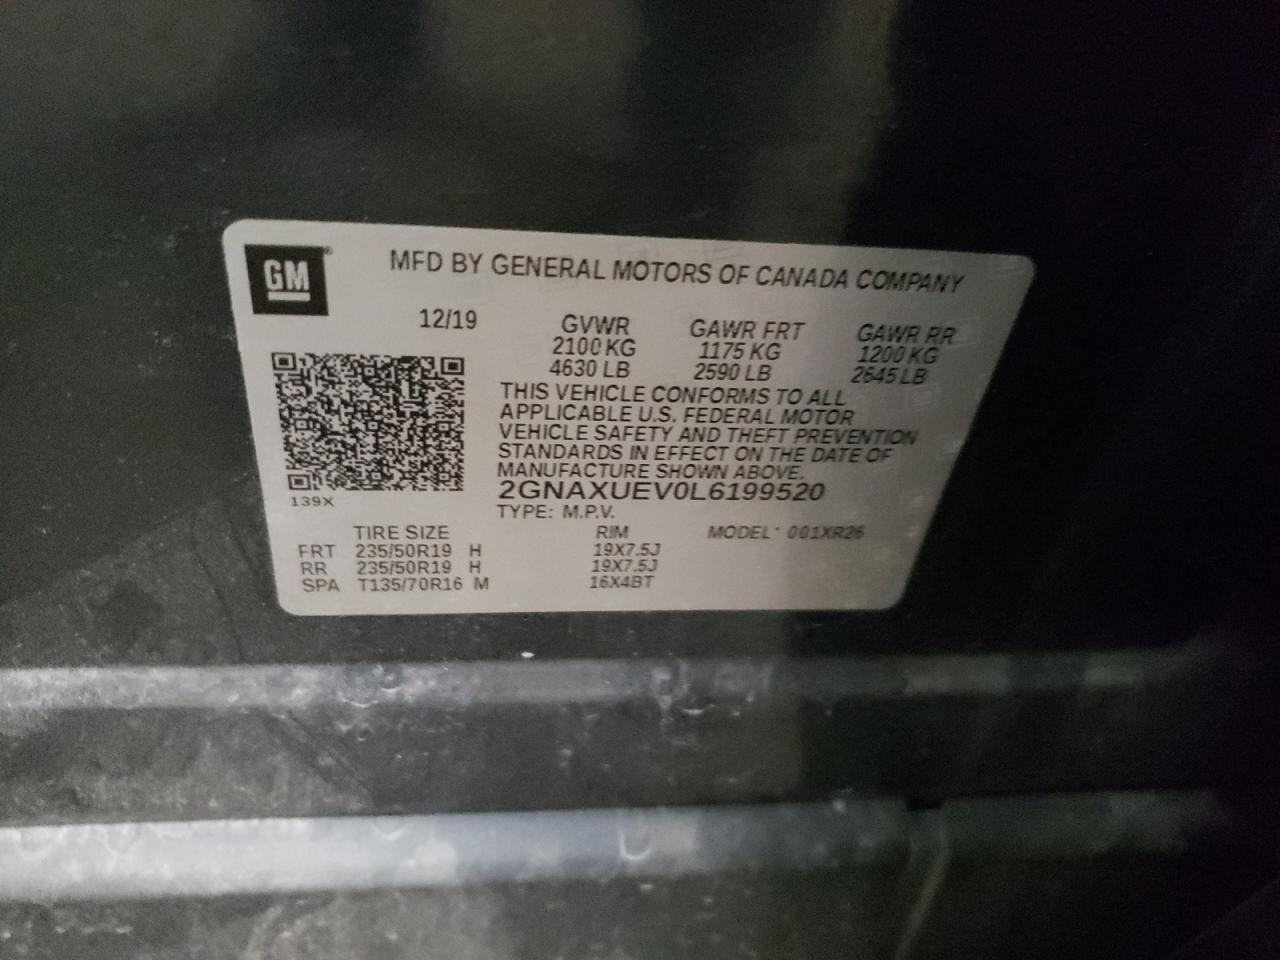 GM
MFD BY GENERAL MOTORS OF CANADA COMPANY
12/19
GVWR GAWR FRT GAWR RR
2100 KG 1175 KG 1200 KG
4630 LB 2590 LB 2645 LB
THIS VEHICLE CONFORMS TO ALL
APPLICABLE U.S. FEDERAL MOTOR
VEHICLE SAFETY AND THEFT PREVENTION
STANDARDS IN EFFECT ON THE DATE OF
MANUFACTURE SHOWN ABOVE.
2GNAXUEV0L6199520
139X
TYPE: M.P.V.
TIRE SIZE RIM MODEL: 001XR26
FRT 235/50R19 H 19X7.5J
RR 235/50R19 H 19X7.5J
SPA T135/70R16 M 16X4BT